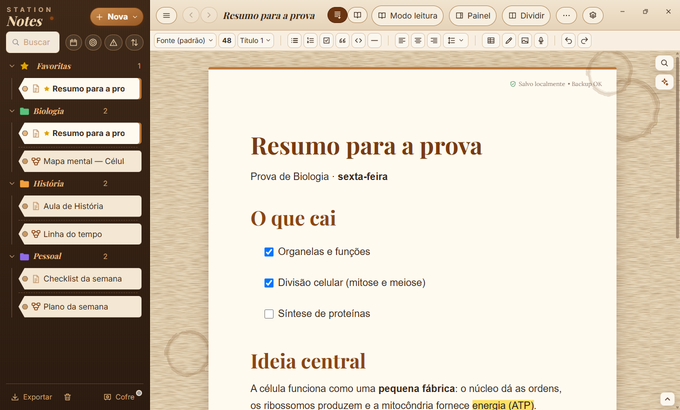 STATION
Notes
Nova
Buscar
Favoritas 1
Resumo para a pro
Biologia 2
Resumo para a pro
Mapa mental — Célul
História 2
Aula de História
Linha do tempo
Pessoal 2
Checklist da semana
Plano da semana
Exportar
Cofre
Resumo para a prova
Modo leitura
Painel
Dividir
Fonte (padrão)
48
Título 1
Salvo localmente • Backup OK
Resumo para a prova
Prova de Biologia · sexta-feira
O que cai
Organelas e funções
Divisão celular (mitose e meiose)
Síntese de proteínas
Ideia central
A célula funciona como uma pequena fábrica: o núcleo dá as ordens,
os ribossomos produzem e a mitocôndria fornece energia (ATP).